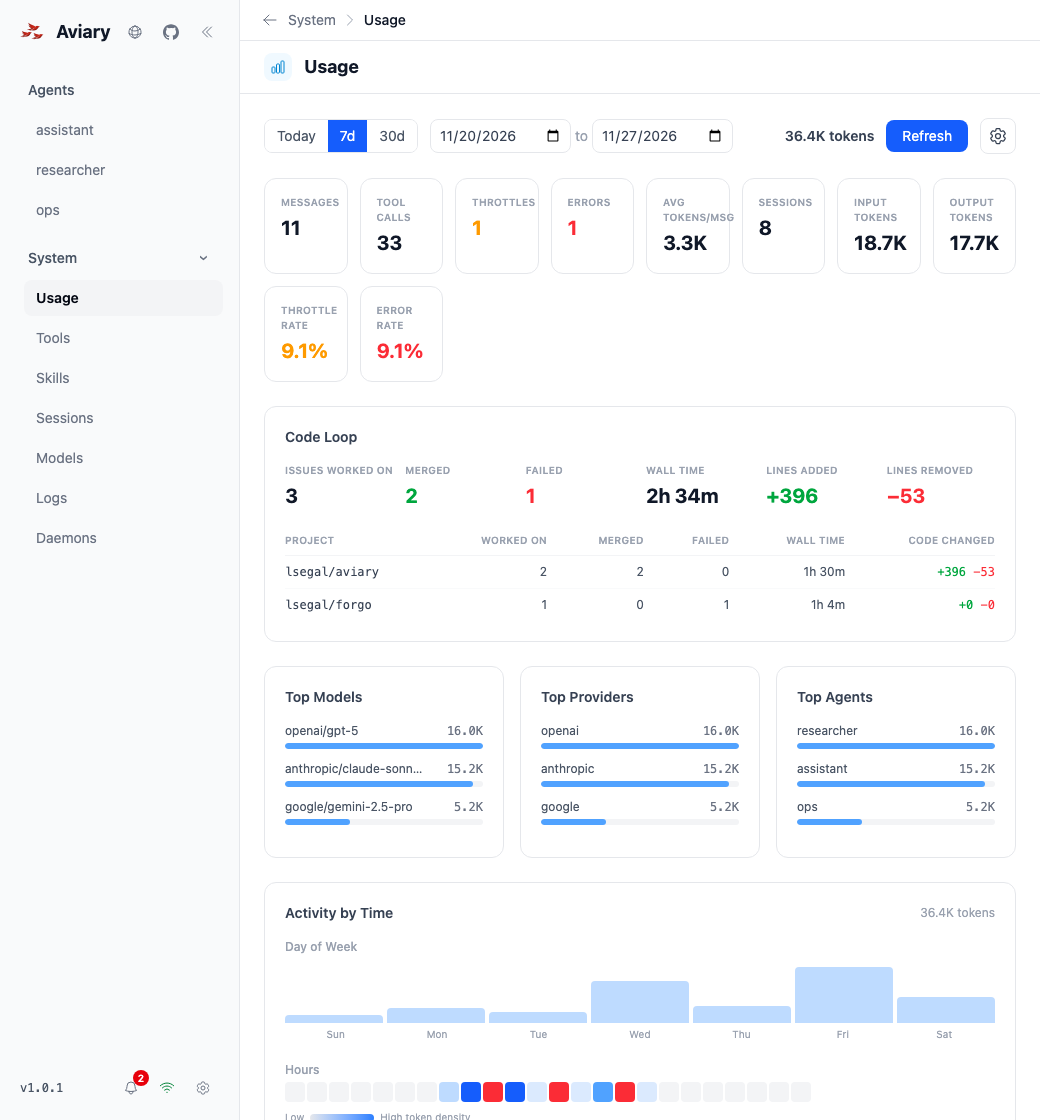 Aviary
System Usage
Usage
Agents
assistant
researcher
ops
System
Usage
Tools
Skills
Sessions
Models
Logs
Daemons
v1.0.1
2
Today 7d 30d 11/20/2026 to 11/27/2026 36.4K tokens Refresh
MESSAGES
11
TOOL
CALLS
33
THROTTLES
1
ERRORS
1
AVG
TOKENS/MSG
3.3K
SESSIONS
8
INPUT
TOKENS
18.7K
OUTPUT
TOKENS
17.7K
THROTTLE
RATE
9.1%
ERROR
RATE
9.1%
Code Loop
ISSUES WORKED ON MERGED FAILED WALL TIME LINES ADDED LINES REMOVED
3 2 1 2h 34m +396 −53
PROJECT WORKED ON MERGED FAILED WALL TIME CODE CHANGED
lsegal/aviary 2 2 0 1h 30m +396 −53
lsegal/forgo 1 0 1 1h 4m +0 −0
Top Models
openai/gpt-5 16.0K
anthropic/claude-sonn... 15.2K
google/gemini-2.5-pro 5.2K
Top Providers
openai 16.0K
anthropic 15.2K
google 5.2K
Top Agents
researcher 16.0K
assistant 15.2K
ops 5.2K
Activity by Time 36.4K tokens
Day of Week
Sun Mon Tue Wed Thu Fri Sat
Hours
Low High token density